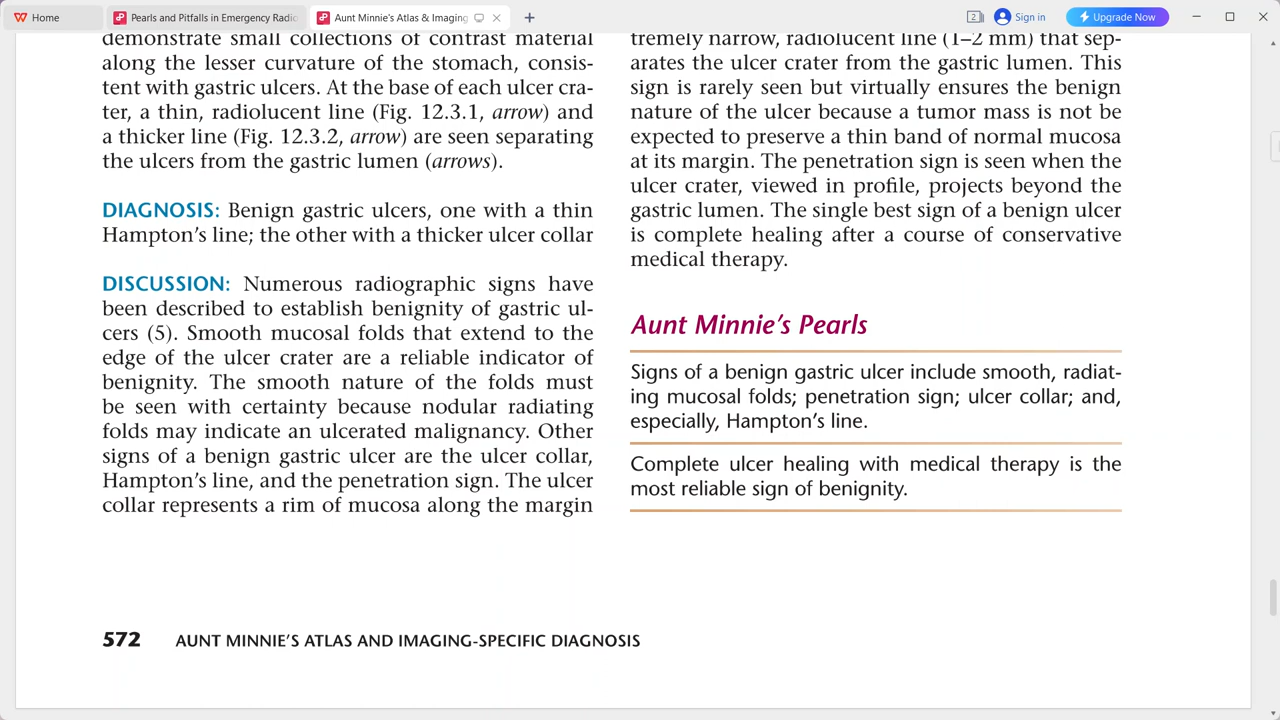 Home
Pearls and Pitfalls in Emergency Radio
Aunt Minnie's Atlas & Imaging
2
Sign in
Upgrade Now
demonstrate small collections of contrast material
along the lesser curvature of the stomach, consis-
tent with gastric ulcers. At the base of each ulcer cra-
ter, a thin, radiolucent line (Fig. 12.3.1, arrow) and
a thicker line (Fig. 12.3.2, arrow) are seen separating
the ulcers from the gastric lumen (arrows).
DIAGNOSIS: Benign gastric ulcers, one with a thin
Hampton's line; the other with a thicker ulcer collar
DISCUSSION: Numerous radiographic signs have
been described to establish benignity of gastric ul-
cers (5). Smooth mucosal folds that extend to the
edge of the ulcer crater are a reliable indicator of
benignity. The smooth nature of the folds must
be seen with certainty because nodular radiating
folds may indicate an ulcerated malignancy. Other
signs of a benign gastric ulcer are the ulcer collar,
Hampton's line, and the penetration sign. The ulcer
collar represents a rim of mucosa along the margin
tremely narrow, radiolucent line (1–2 mm) that sep-
arates the ulcer crater from the gastric lumen. This
sign is rarely seen but virtually ensures the benign
nature of the ulcer because a tumor mass is not be
expected to preserve a thin band of normal mucosa
at its margin. The penetration sign is seen when the
ulcer crater, viewed in profile, projects beyond the
gastric lumen. The single best sign of a benign ulcer
is complete healing after a course of conservative
medical therapy.
Aunt Minnie's Pearls
Signs of a benign gastric ulcer include smooth, radiat-
ing mucosal folds; penetration sign; ulcer collar; and,
especially, Hampton's line.
Complete ulcer healing with medical therapy is the
most reliable sign of benignity.
572 AUNT MINNIE'S ATLAS AND IMAGING-SPECIFIC DIAGNOSIS